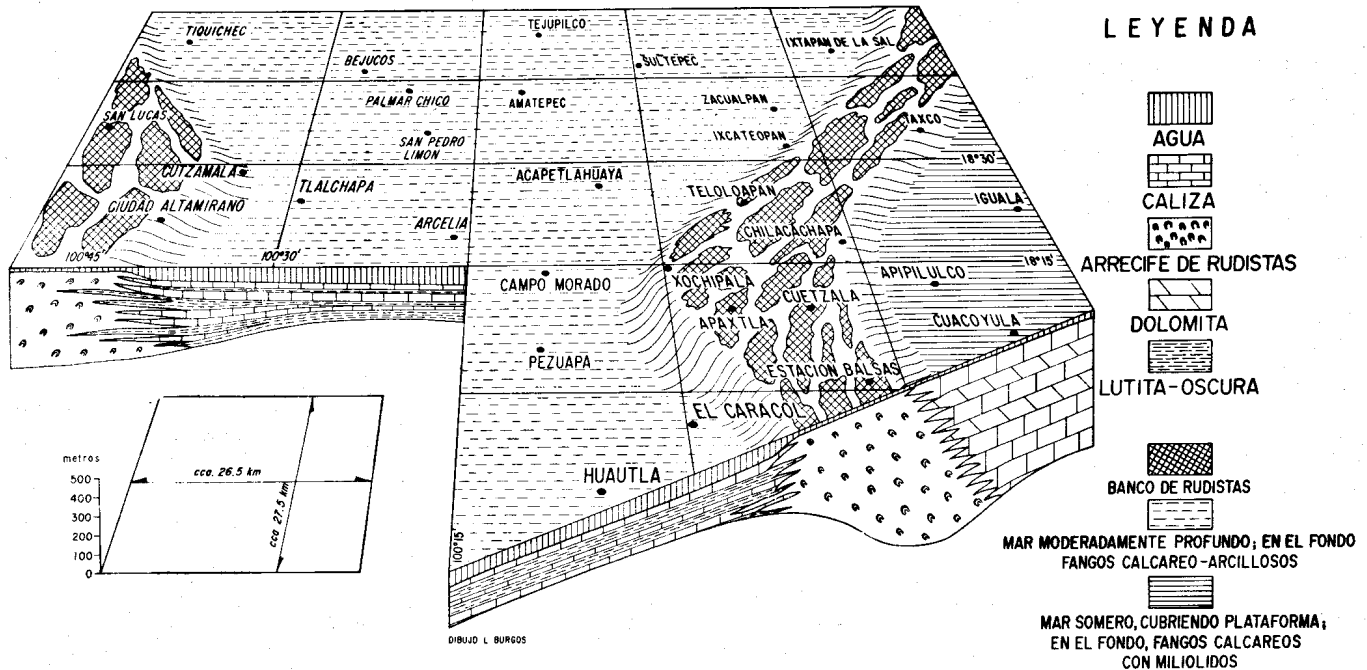 TIQUICHEC
BEJUCOS
TEJUPILCO
SULTEPEC
IXTAPAN DE LA SAL
PALMAR CHICO
AMATEPEC
ZACUALPAN
SAN LUCAS
SAN PEDRO
LIMON
IXCATEOPAN
TAXCO
18°30'
CUTZAMALA
TLALCHAPA
ACAPETLAHUAYA
TELOLOAPAN
IGUALA
CIUDAD ALTAMIRANO
ARCELIA
CHILACACHAPA
100°45'
100°30'
18°15'
CAMPO MORADO
XOCHIPALA
CUETZALA
APIPILULCO
APAXTLA
CUACOYULA
PEZUAPA
ESTACION BALSAS
EL CARACOL
HUAUTLA
100°15'
metros
500
400
300
200
100
0
cca. 26.5 km
cca 27.5 km
DIBUJO L BURGOS
LEYENDA
AGUA
CALIZA
ARRECIFE DE RUDISTAS
DOLOMITA
LUTITA-OSCURA
BANCO DE RUDISTAS
MAR MODERADAMENTE PROFUNDO; EN EL FONDO
FANGOS CALCAREO-ARCILLOSOS
MAR SOMERO, CUBRIENDO PLATAFORMA;
EN EL FONDO, FANGOS CALCAREOS
CON MILIOLIDOS